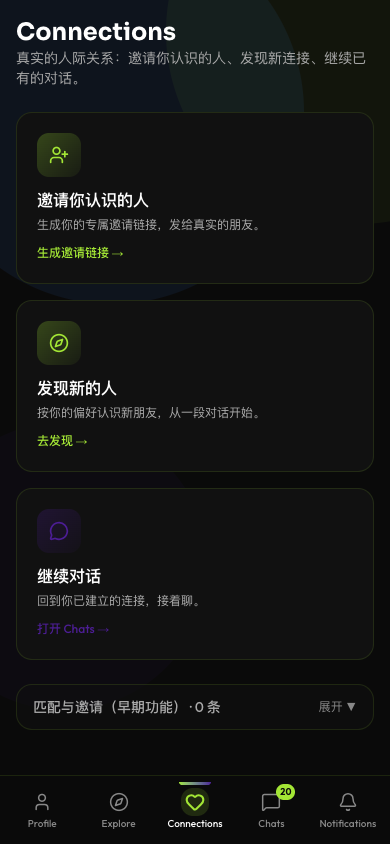 Connections
真实的人际关系：邀请你认识的人、发现新连接、继续已
有的对话。
邀请你认识的人
生成你的专属邀请链接，发给真实的朋友。
生成邀请链接 →
发现新的人
按你的偏好认识新朋友，从一段对话开始。
去发现 →
继续对话
回到你已建立的连接，接着聊。
打开 Chats →
匹配与邀请（早期功能）· 0 条 展开 ▼
20
Profile Explore Connections Chats Notifications